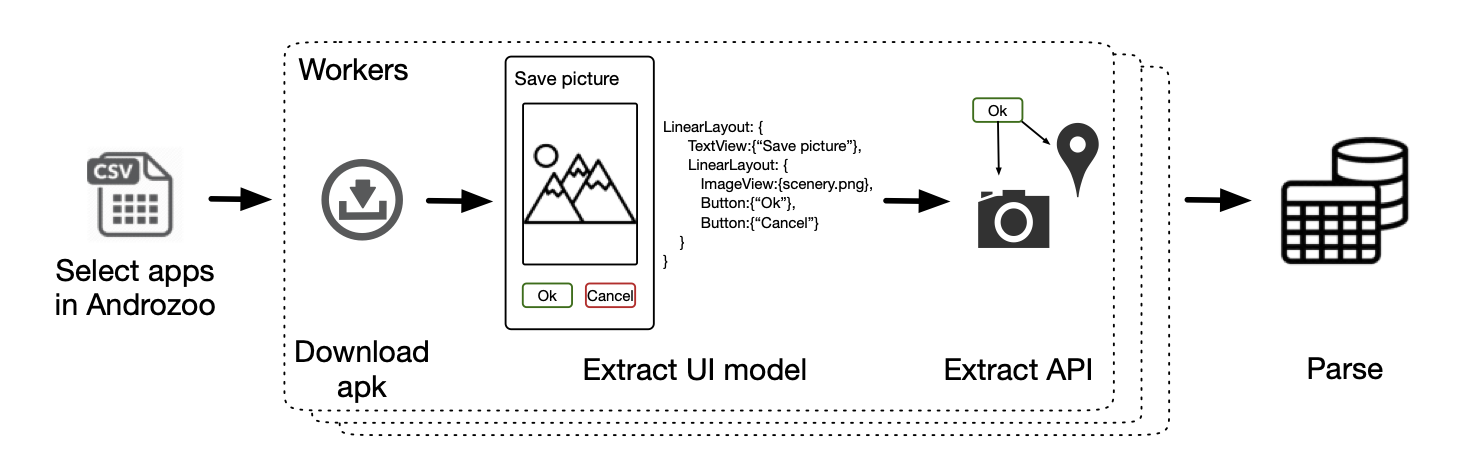 Workers
CSV
Select apps
in Androzoo
Download
apk
Save picture
Ok
Cancel
LinearLayout: {
TextView:{“Save picture”},
LinearLayout: {
ImageView:{scenery.png},
Button:{“Ok”},
Button:{“Cancel”}
}
}
Extract UI model
Ok
Extract API
Parse